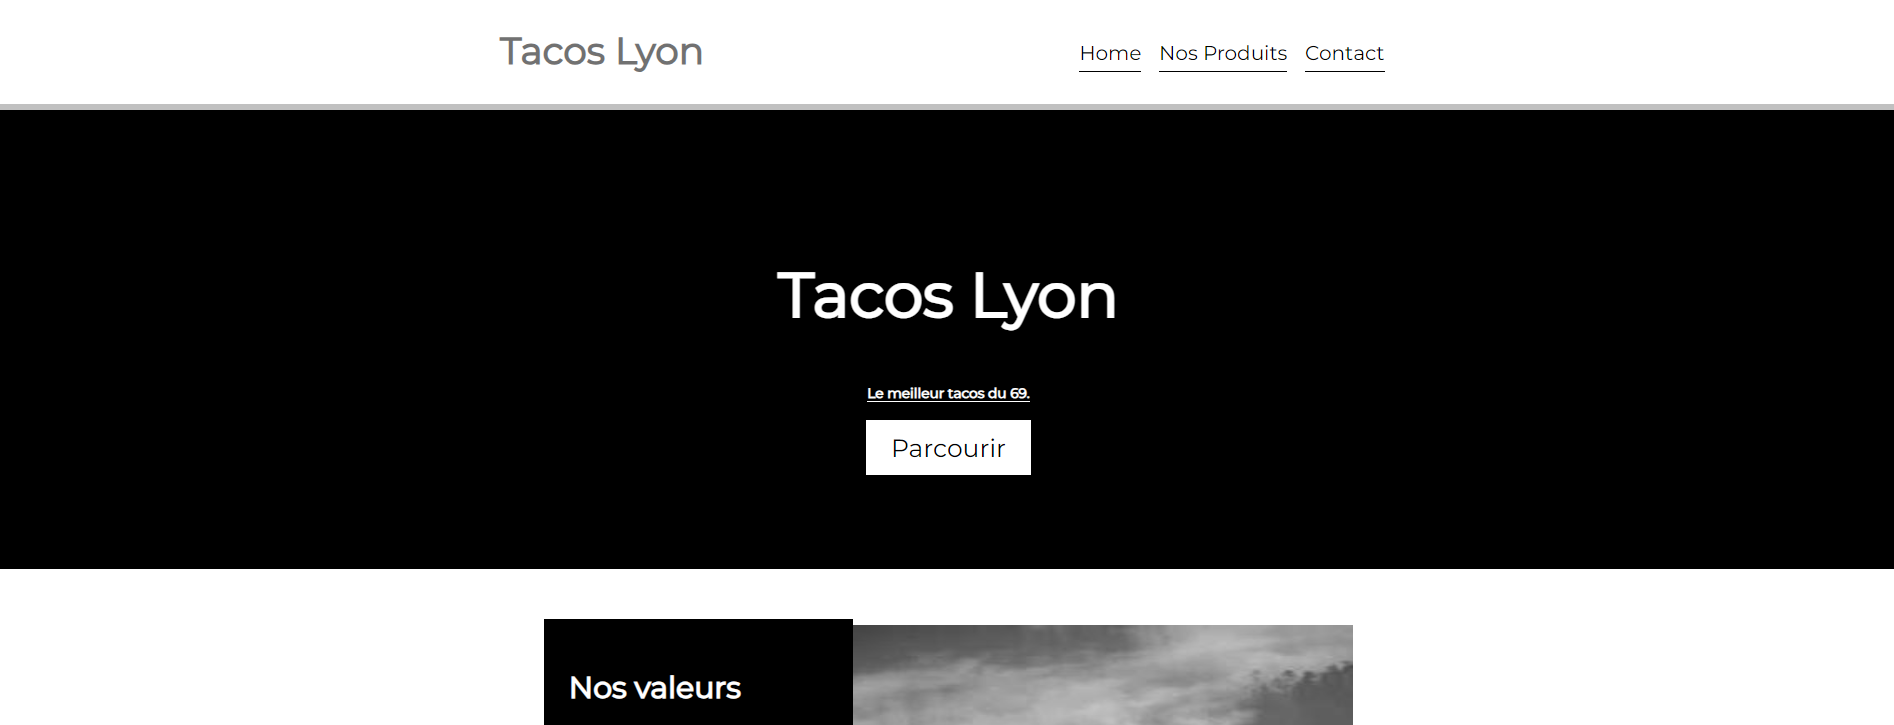 Tacos Lyon
Home Nos Produits Contact
Tacos Lyon
Le meilleur tacos du 69.
Parcourir
Nos valeurs